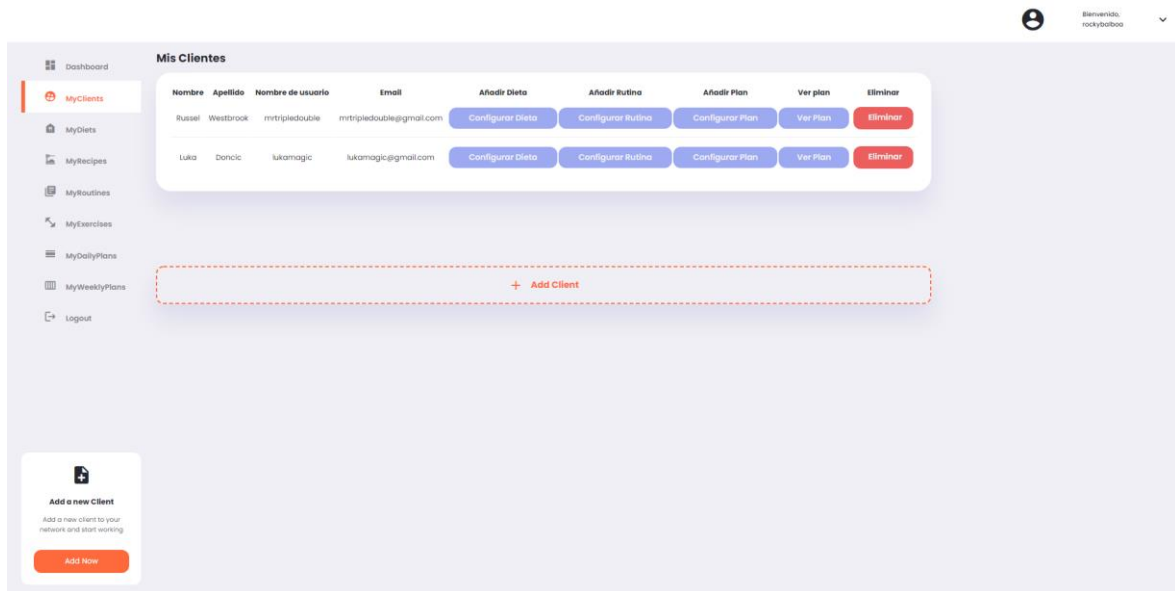 Bienvenido,
rockybalboa
Dashboard
MyClients
MyDiets
MyRecipes
MyRoutines
MyExercises
MyDailyPlans
MyWeeklyPlans
Logout
Mis Clientes
Nombre Apellido Nombre de usuario Email Añadir Dieta Añadir Rutina Añadir Plan Ver plan Eliminar
Russel Westbrook mrtripledouble mrtripledouble@gmail.com Configurar Dieta Configurar Rutina Configurar Plan Ver Plan Eliminar
Luka Doncic lukamagic lukamagic@gmail.com Configurar Dieta Configurar Rutina Configurar Plan Ver Plan Eliminar
+ Add Client
Add a new Client
Add a new client to your
network and start working
Add Now